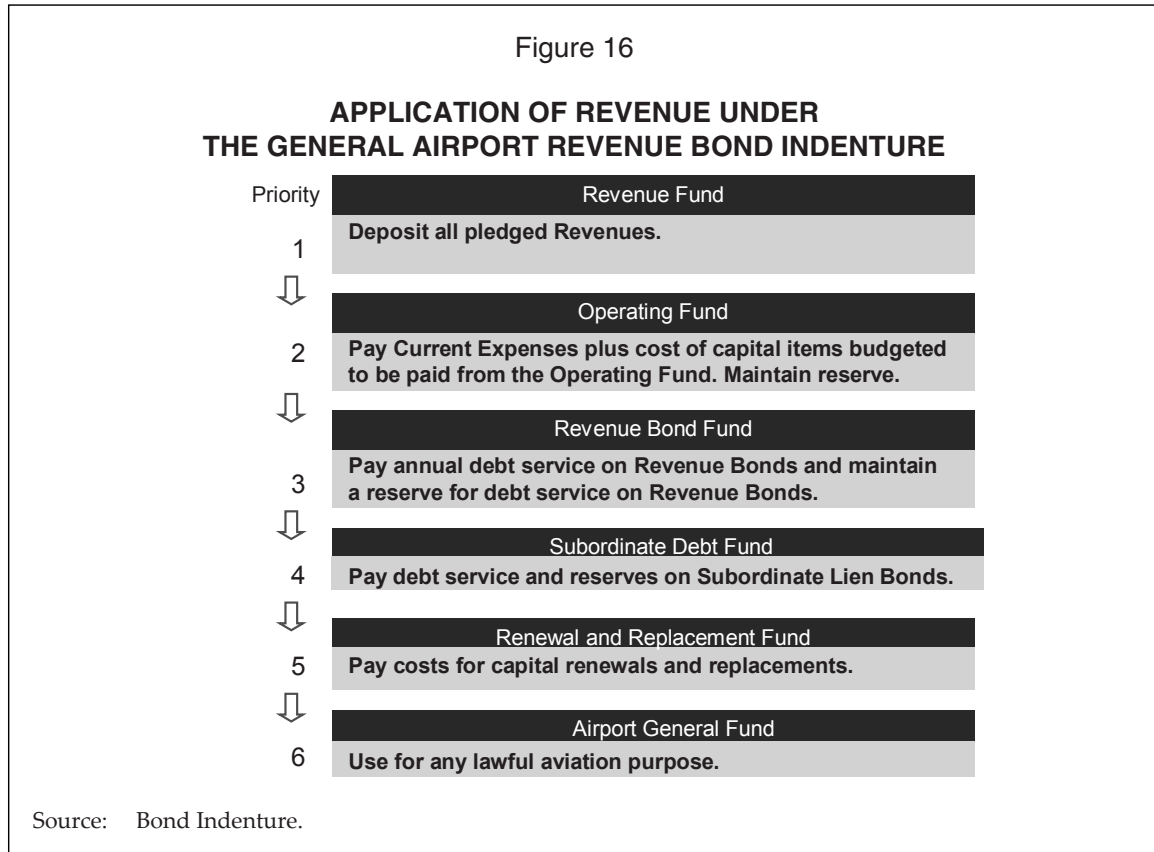 Figure 16
APPLICATION OF REVENUE UNDER
THE GENERAL AIRPORT REVENUE BOND INDENTURE
Priority
Revenue Fund
1
Deposit all pledged Revenues.
Operating Fund
2
Pay Current Expenses plus cost of capital items budgeted
to be paid from the Operating Fund. Maintain reserve.
Revenue Bond Fund
3
Pay annual debt service on Revenue Bonds and maintain
a reserve for debt service on Revenue Bonds.
Subordinate Debt Fund
4
Pay debt service and reserves on Subordinate Lien Bonds.
Renewal and Replacement Fund
5
Pay costs for capital renewals and replacements.
Airport General Fund
6
Use for any lawful aviation purpose.
Source: Bond Indenture.